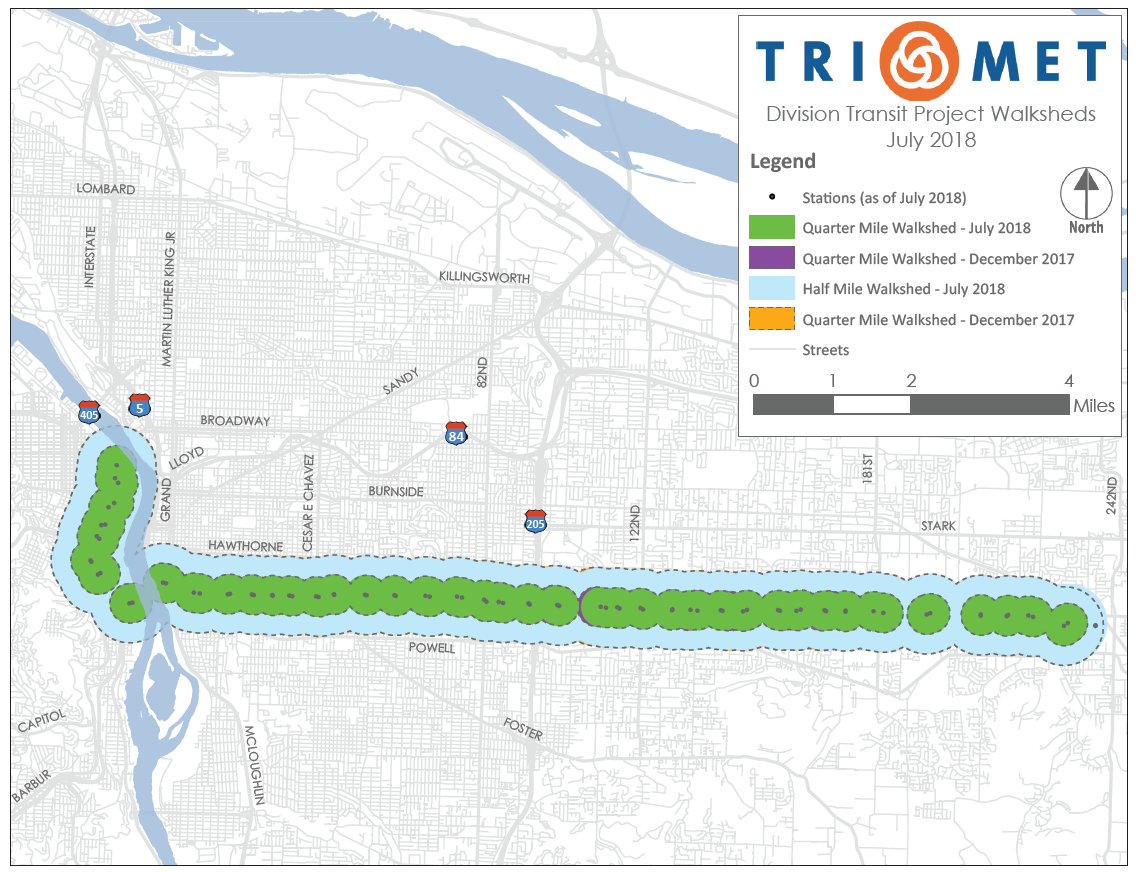 TRI MET
Division Transit Project Walksheds
July 2018
Legend
Stations (as of July 2018)
Quarter Mile Walkshed - July 2018
Quarter Mile Walkshed - December 2017
Half Mile Walkshed - July 2018
Quarter Mile Walkshed - December 2017
Streets
North
0 1 2 4
Miles
LOMBARD
INTERSTATE
MARTIN LUTHER KING JR
KILLINGSWORTH
SANDY
82ND
405
5
BROADWAY
84
LLOYD
GRAND
CESAR E CHAVEZ
BURNSIDE
205
122ND
181ST
242ND
STARK
HAWTHORNE
POWELL
FOSTER
CAPITOL
BARBUR
MCLOUGHLIN